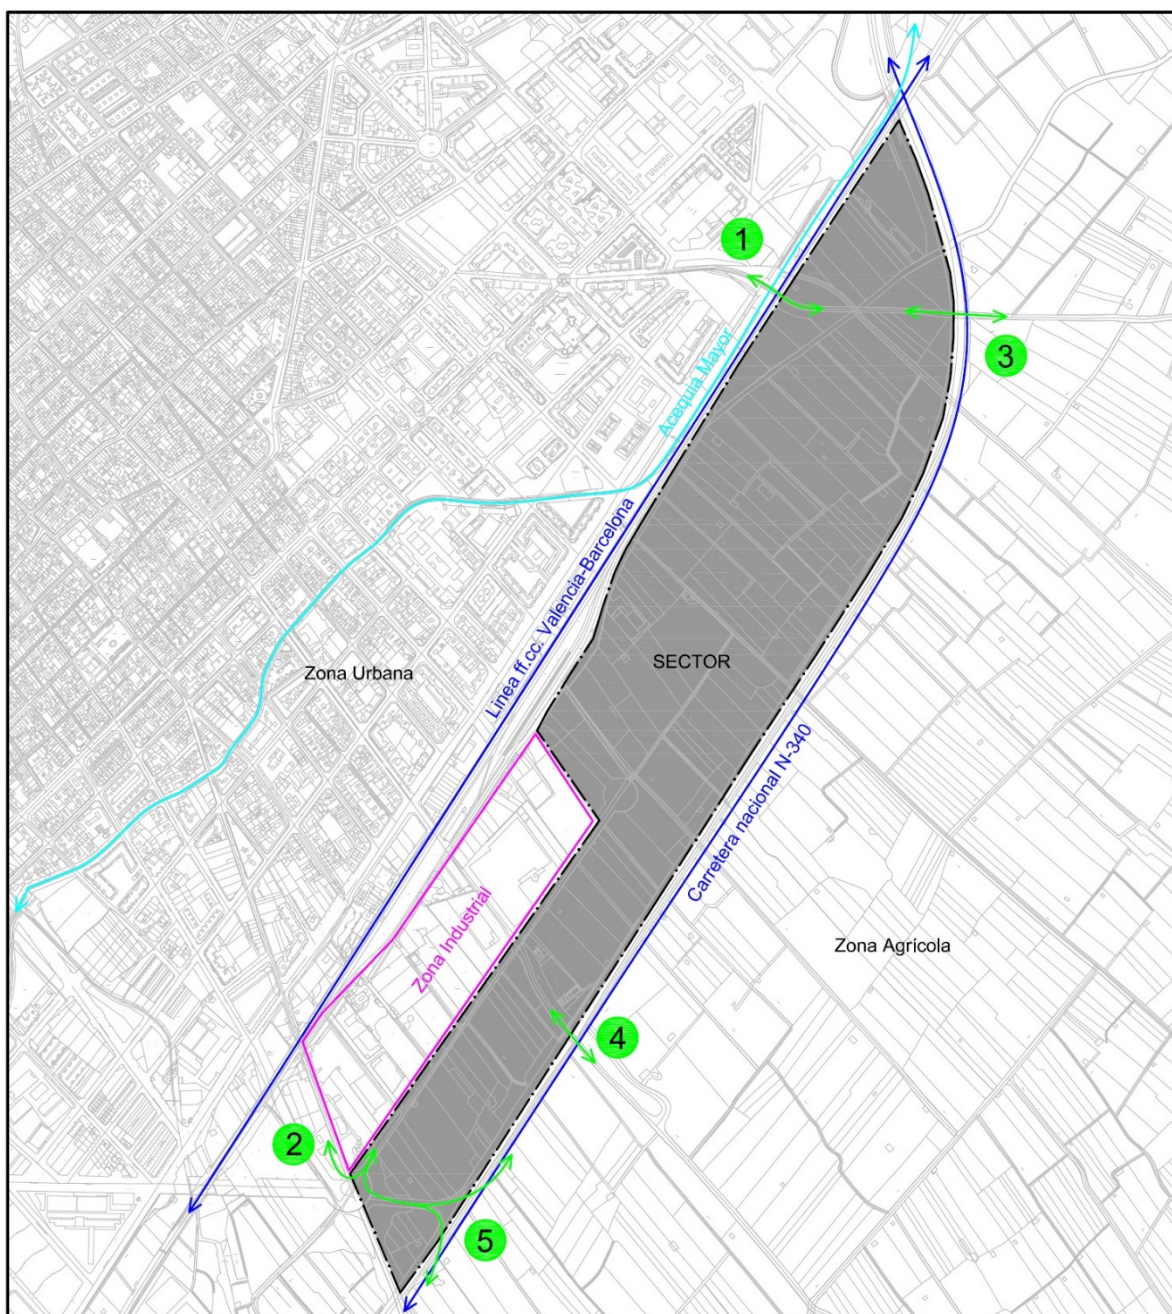 1
3
Acequia Mayor
Linea ff.cc. Valencia-Barcelona
Zona Urbana
SECTOR
Carretera nacional N-340
Zona Industrial
Zona Agrícola
4
2
5